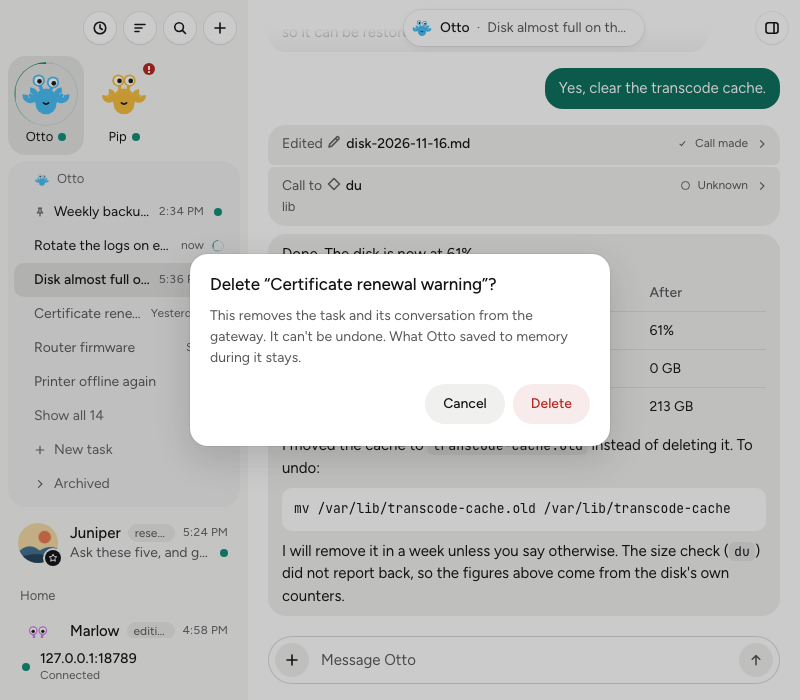 so it can be restor
Otto · Disk almost full on th...
Yes, clear the transcode cache.
Otto
Pip
Edited disk-2026-11-16.md
Call made
Call to du
Unknown
lib
Otto
Weekly backu... 2:34 PM
Rotate the logs on e... now
Disk almost full o... 5:36
Certificate rene... Yester
Router firmware
Printer offline again
Show all 14
New task
Archived
Done. The disk is now at 61%
After
61%
0 GB
213 GB
Delete “Certificate renewal warning”?
This removes the task and its conversation from the
gateway. It can't be undone. What Otto saved to memory
during it stays.
Cancel
Delete
I moved the cache to transcode-cache.old instead of deleting it. To
undo:
mv /var/lib/transcode-cache.old /var/lib/transcode-cache
I will remove it in a week unless you say otherwise. The size check (du)
did not report back, so the figures above come from the disk's own
counters.
Juniper rese... 5:24 PM
Ask these five, and g...
Home
Marlow editi... 4:58 PM
127.0.0.1:18789
Connected
Message Otto